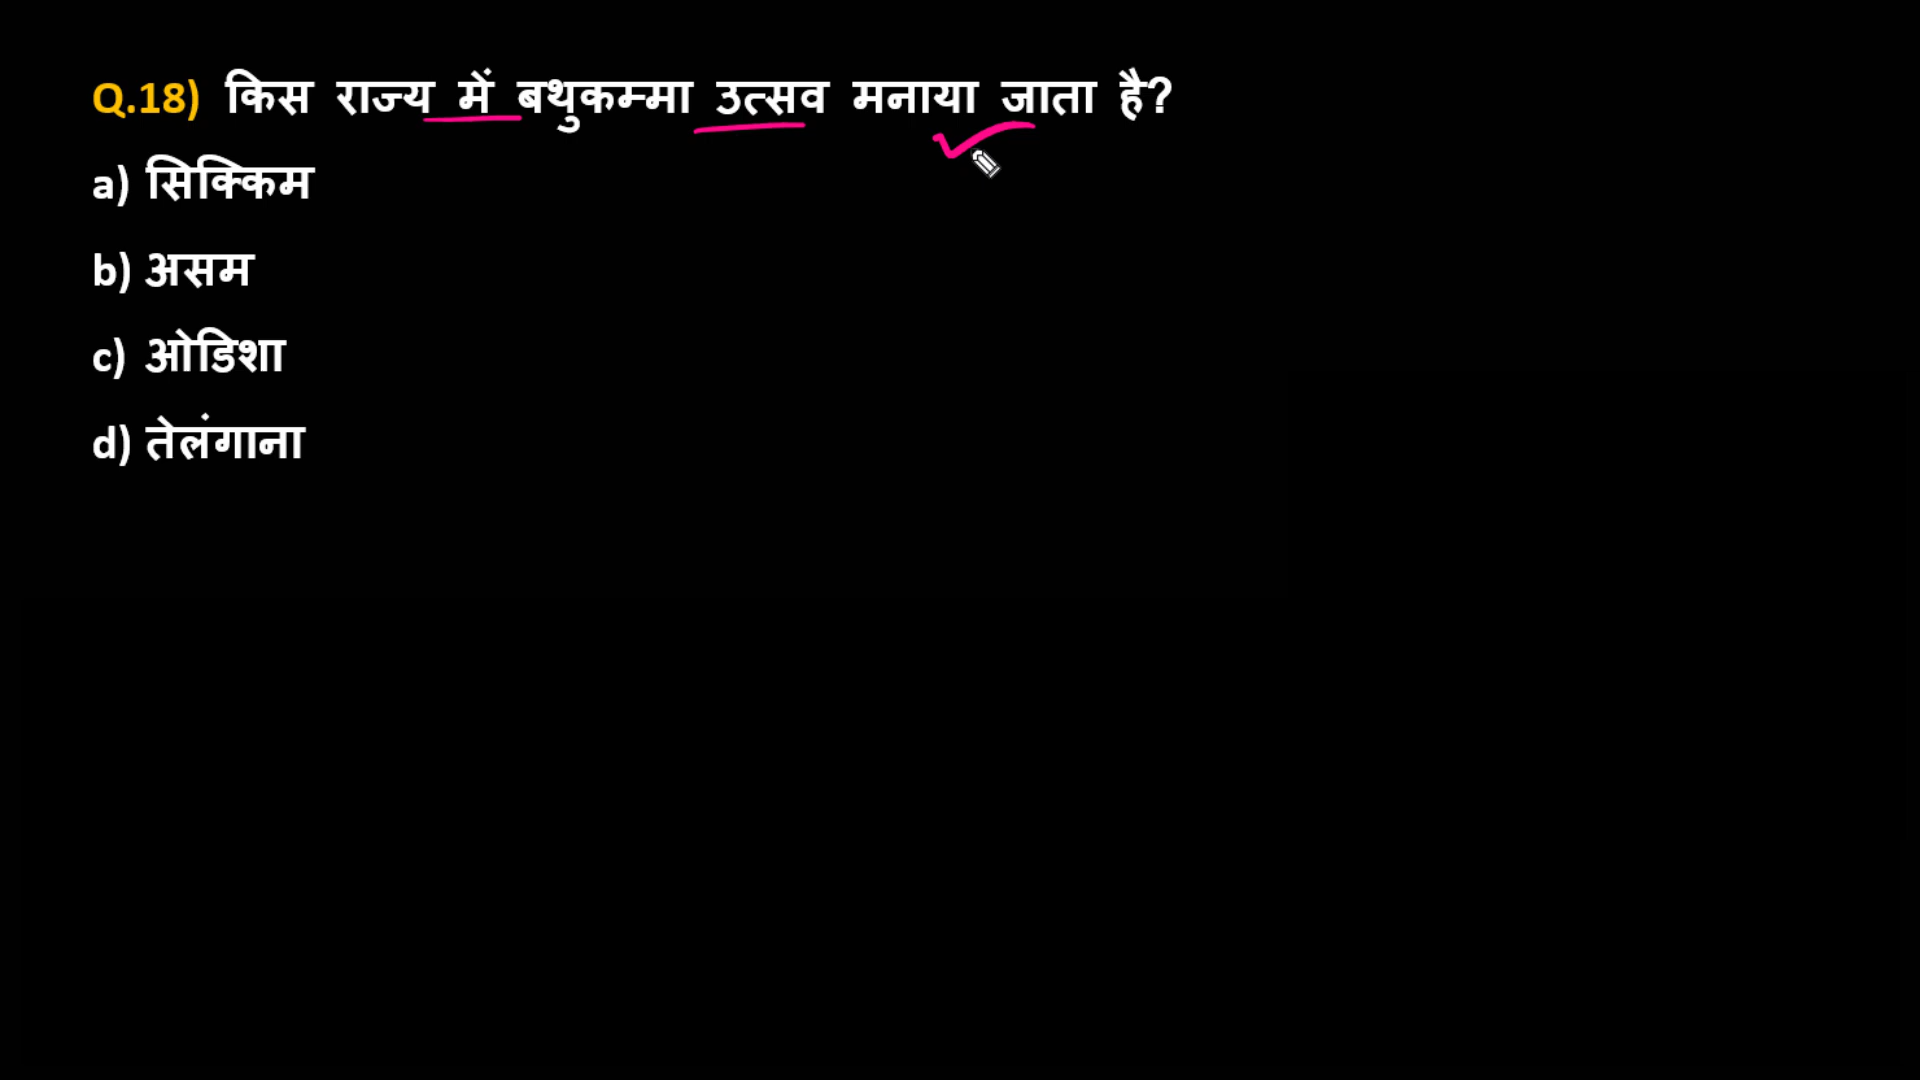 Q.18) किस राज्य में बथुकम्मा उत्सव मनाया जाता है?
a) सिक्किम
b) असम
c) ओडिशा
d) तेलंगाना